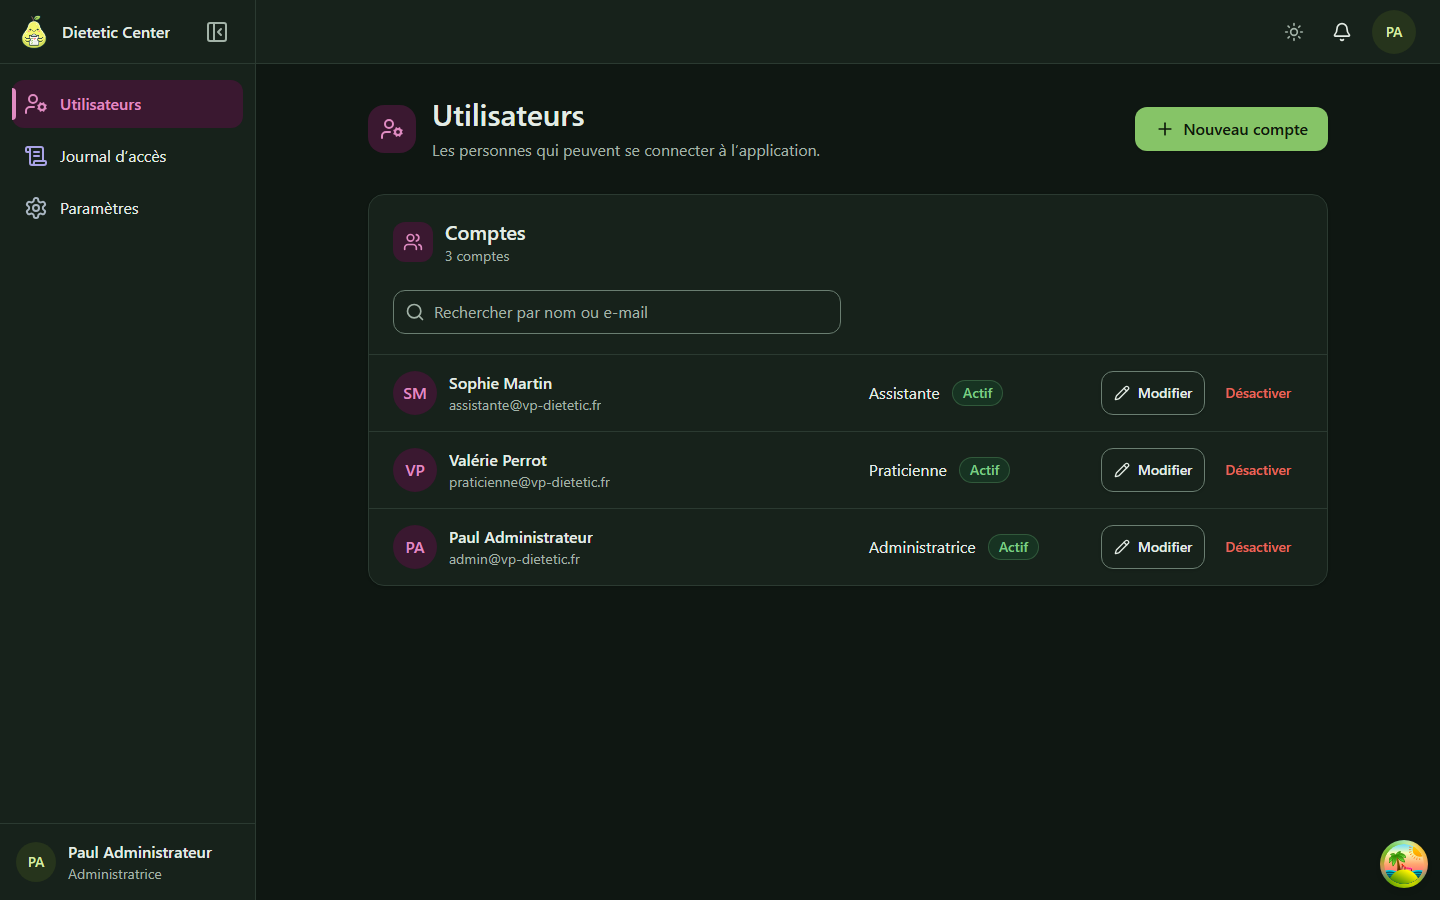 Dietetic Center
PA
Utilisateurs
Journal d’accès
Paramètres
Utilisateurs
Les personnes qui peuvent se connecter à l’application.
Nouveau compte
Comptes
3 comptes
Rechercher par nom ou e-mail
SM
Sophie Martin
assistante@vp-dietetic.fr
Assistante
Actif
Modifier
Désactiver
VP
Valérie Perrot
praticienne@vp-dietetic.fr
Praticienne
Actif
Modifier
Désactiver
PA
Paul Administrateur
admin@vp-dietetic.fr
Administratrice
Actif
Modifier
Désactiver
PA
Paul Administrateur
Administratrice